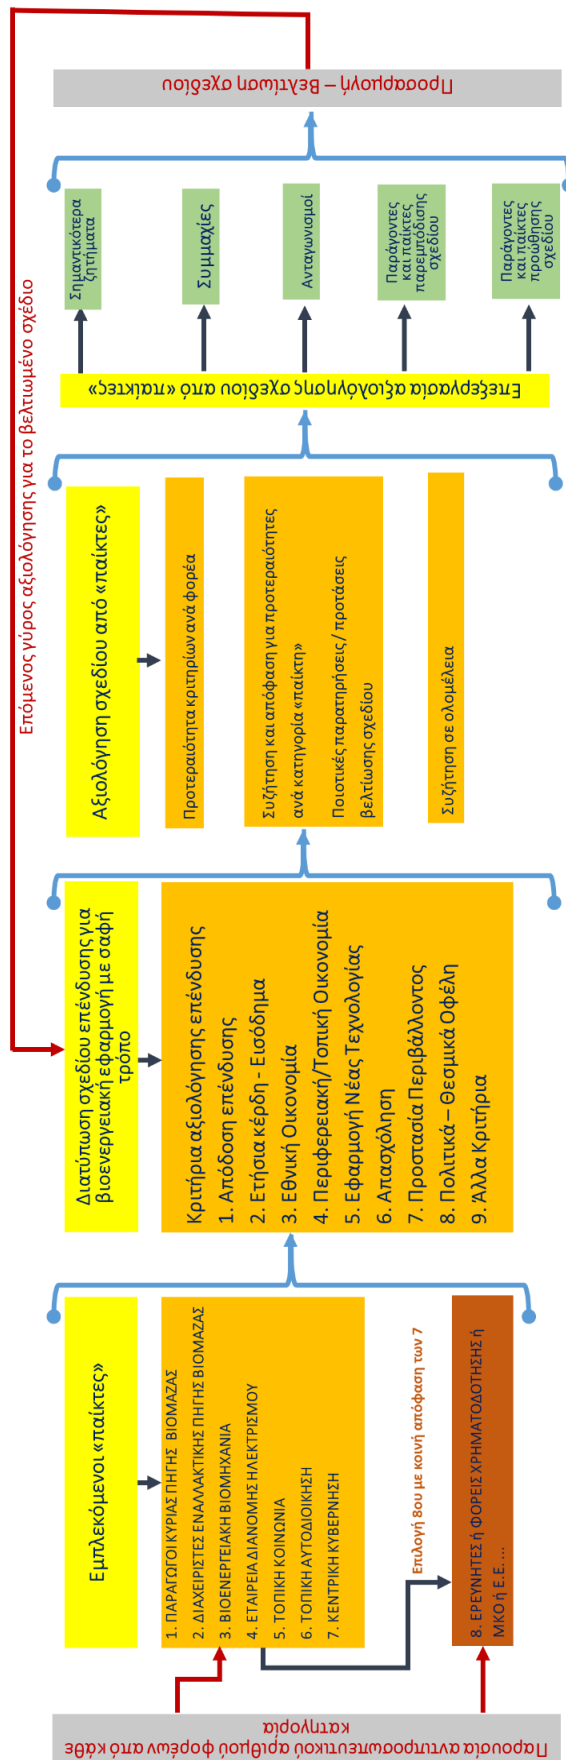 Παρουσία αντιπροσωπευτικού αριθμού φορέων από κάθε
κατηγορία
Εμπλεκόμενοι «παίκτες»
1. ΠΑΡΑΓΩΓΟΙ ΚΥΡΙΑΣ ΠΗΓΗΣ ΒΙΟΜΑΖΑΣ
2. ΔΙΑΧΕΙΡΙΣΤΕΣ ΕΝΑΛΛΑΚΤΙΚΗΣ ΠΗΓΗΣ ΒΙΟΜΑΖΑΣ
3. ΒΙΟΕΝΕΡΓΕΙΑΚΗ ΒΙΟΜΗΧΑΝΙΑ
4. ΕΤΑΙΡΕΙΑ ΔΙΑΝΟΜΗΣ ΗΛΕΚΤΡΙΣΜΟΥ
5. ΤΟΠΙΚΗ ΚΟΙΝΩΝΙΑ
6. ΤΟΠΙΚΗ ΑΥΤΟΔΙΟΙΚΗΣΗ
7. ΚΕΝΤΡΙΚΗ ΚΥΒΕΡΝΗΣΗ
Επιλογή 8ου με κοινή απόφαση των 7
8. ΕΡΕΥΝΗΤΕΣ ή ΦΟΡΕΙΣ ΧΡΗΜΑΤΟΔΟΤΗΣΗΣ ή
ΜΚΟ ή Ε.Ε. ...
Διατύπωση σχεδίου επένδυσης για
βιοενεργειακή εφαρμογή με σαφή
τρόπο
Κριτήρια αξιολόγησης επένδυσης
1. Απόδοση επένδυσης
2. Ετήσια κέρδη - Εισόδημα
3. Εθνική Οικονομία
4. Περιφερειακή/Τοπική Οικονομία
5. Εφαρμογή Νέας Τεχνολογίας
6. Απασχόληση
7. Προστασία Περιβάλλοντος
8. Πολιτικά – Θεσμικά Οφέλη
9. Άλλα Κριτήρια
Αξιολόγηση σχεδίου από «παίκτες»
Προτεραιότητα κριτηρίων ανά φορέα
Συζήτηση και απόφαση για προτεραιότητες
ανά κατηγορία «παίκτη»
Ποιοτικές παρατηρήσεις / προτάσεις
βελτίωσης σχεδίου
Συζήτηση σε ολομέλεια
Επεξεργασία αξιολόγησης σχεδίου από «παίκτες»
Σημαντικότερα
ζητήματα
Συμμαχίες
Ανταγωνισμοί
Παράγοντες
και παίκτες
παρεμπόδισης
σχεδίου
Παράγοντες
και παίκτες
προώθησης
σχεδίου
Προσαρμογή – Βελτίωση σχεδίου
Επόμενος γύρος αξιολόγησης για το βελτιωμένο σχέδιο